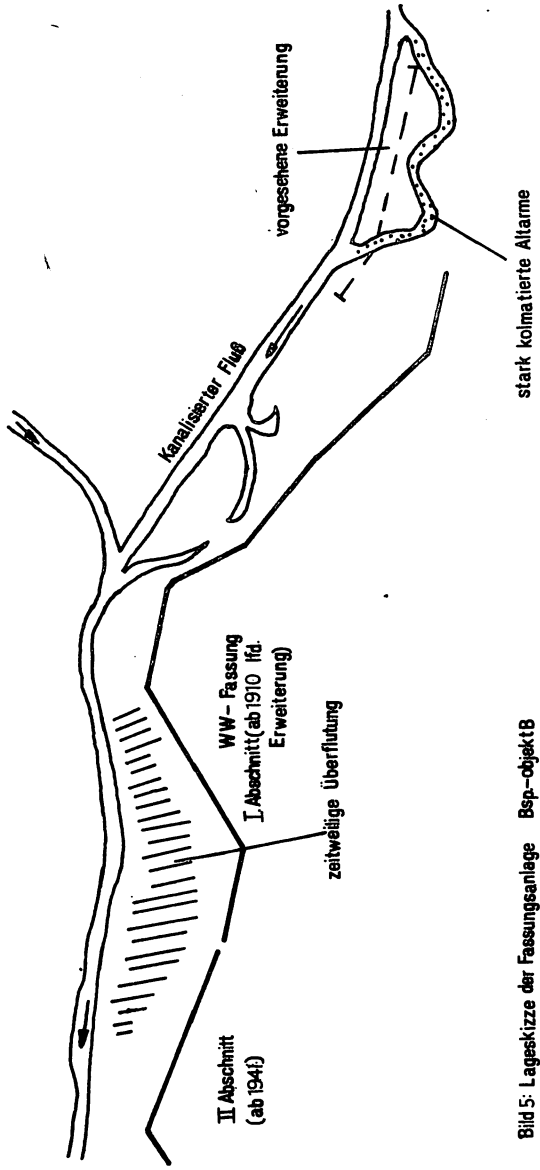 vorgesehene Erweiterung
Kanalisierter Fluß
stark kolmatierte Altarme
WW-Fassung
I Abschnitt (ab 1910 lfd.
Erweiterung)
zeitweilige Überflutung
II Abschnitt
(ab 1941)
Bild 5: Lageskizze der Fassungsanlage Bsp.-objekt B